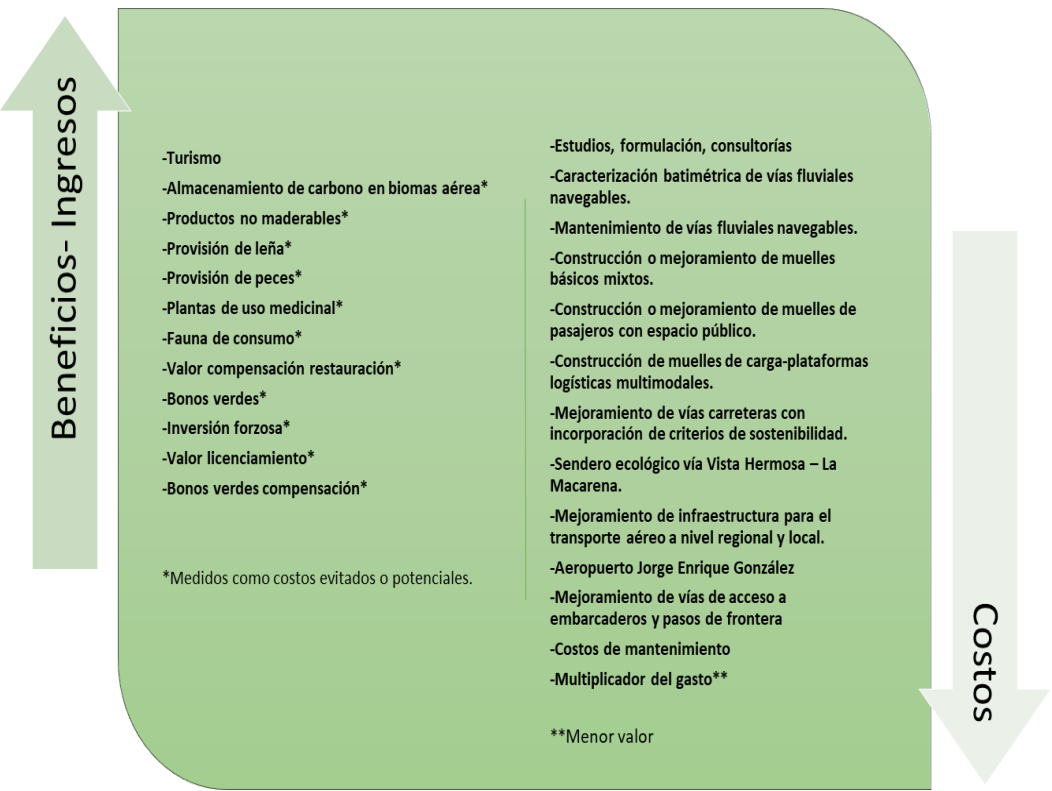 Beneficios- Ingresos
-Turismo
-Almacenamiento de carbono en biomas aérea*
-Productos no maderables*
-Provisión de leña*
-Provisión de peces*
-Plantas de uso medicinal*
-Fauna de consumo*
-Valor compensación restauración*
-Bonos verdes*
-Inversión forzosa*
-Valor licenciamiento*
-Bonos verdes compensación*
*Medidos como costos evitados o potenciales.
-Estudios, formulación, consultorías
-Caracterización batimétrica de vías fluviales
navegables.
-Mantenimiento de vías fluviales navegables.
-Construcción o mejoramiento de muelles
básicos mixtos.
-Construcción o mejoramiento de muelles de
pasajeros con espacio público.
-Construcción de muelles de carga-plataformas
logísticas multimodales.
-Mejoramiento de vías carreteras con
incorporación de criterios de sostenibilidad.
-Sendero ecológico vía Vista Hermosa – La
Macarena.
-Mejoramiento de infraestructura para el
transporte aéreo a nivel regional y local.
-Aeropuerto Jorge Enrique González
-Mejoramiento de vías de acceso a
embarcaderos y pasos de frontera
-Costos de mantenimiento
-Multiplicador del gasto**
**Menor valor
Costos